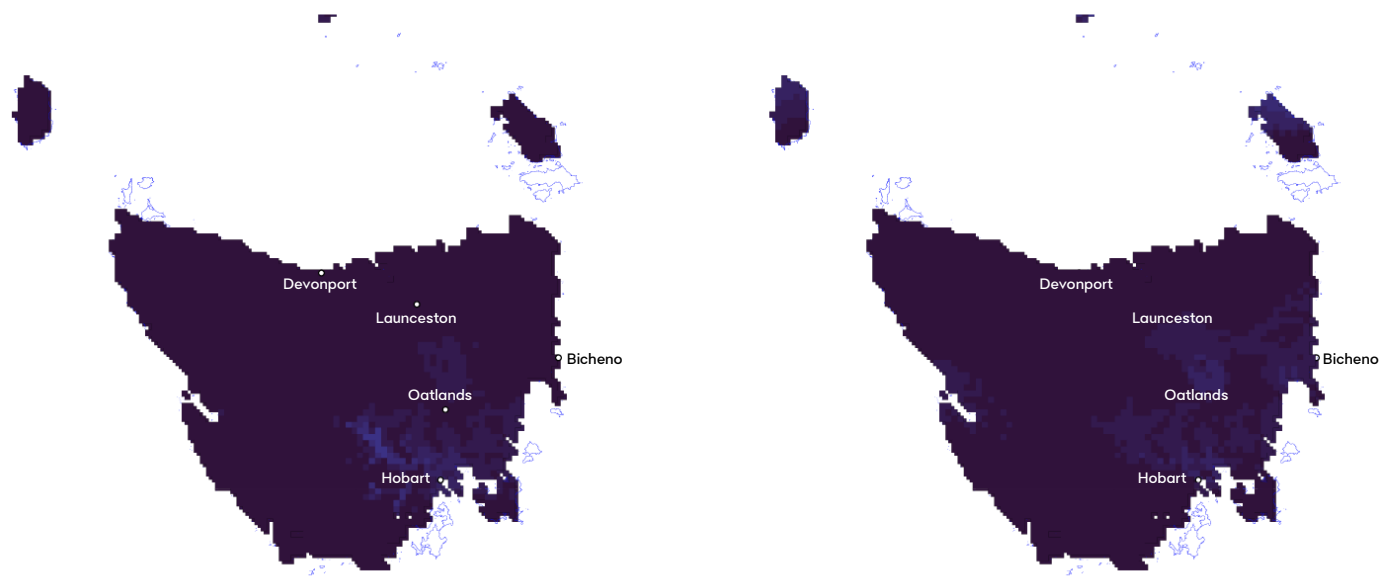 Devonport
Launceston
Bicheno
Oatlands
Hobart
Devonport
Launceston
Bicheno
Oatlands
Hobart